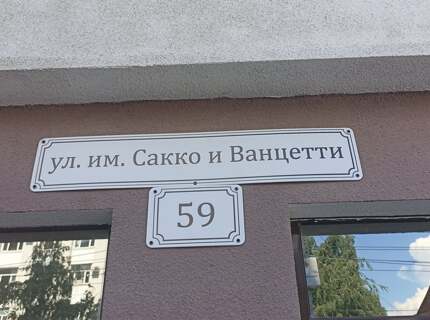 ул. им. Сакко и Ванцетти
59